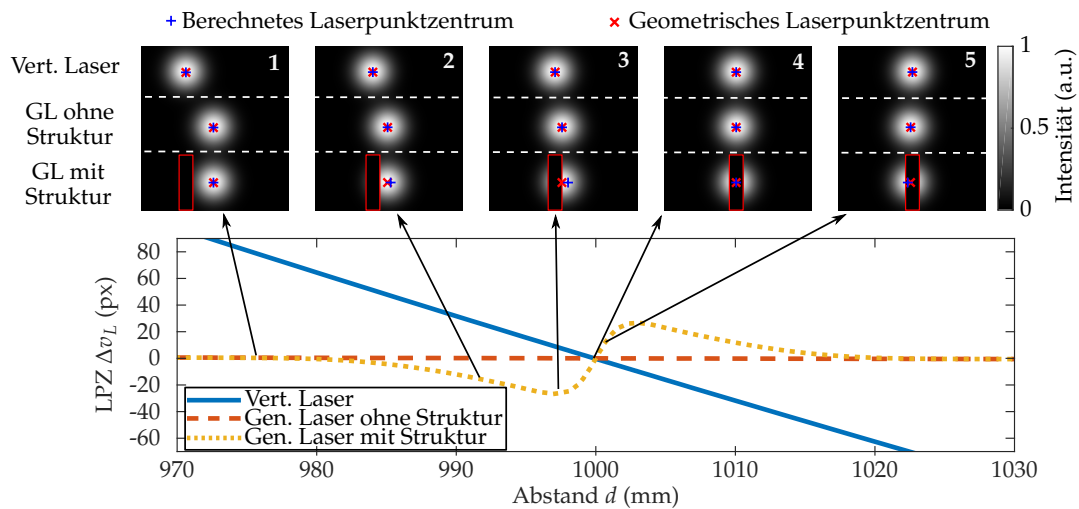 + Berechnetes Laserpunktzentrum × Geometrisches Laserpunktzentrum
Vert. Laser
GL ohne
Struktur
GL mit
Struktur
1 2 3 4 5
1
0.5
0
Intensität (a.u.)
80
60
40
20
0
-20
-40
-60
LPZ Δv_L (px)
Vert. Laser
Gen. Laser ohne Struktur
Gen. Laser mit Struktur
970 980 990 1000 1010 1020 1030
Abstand d (mm)